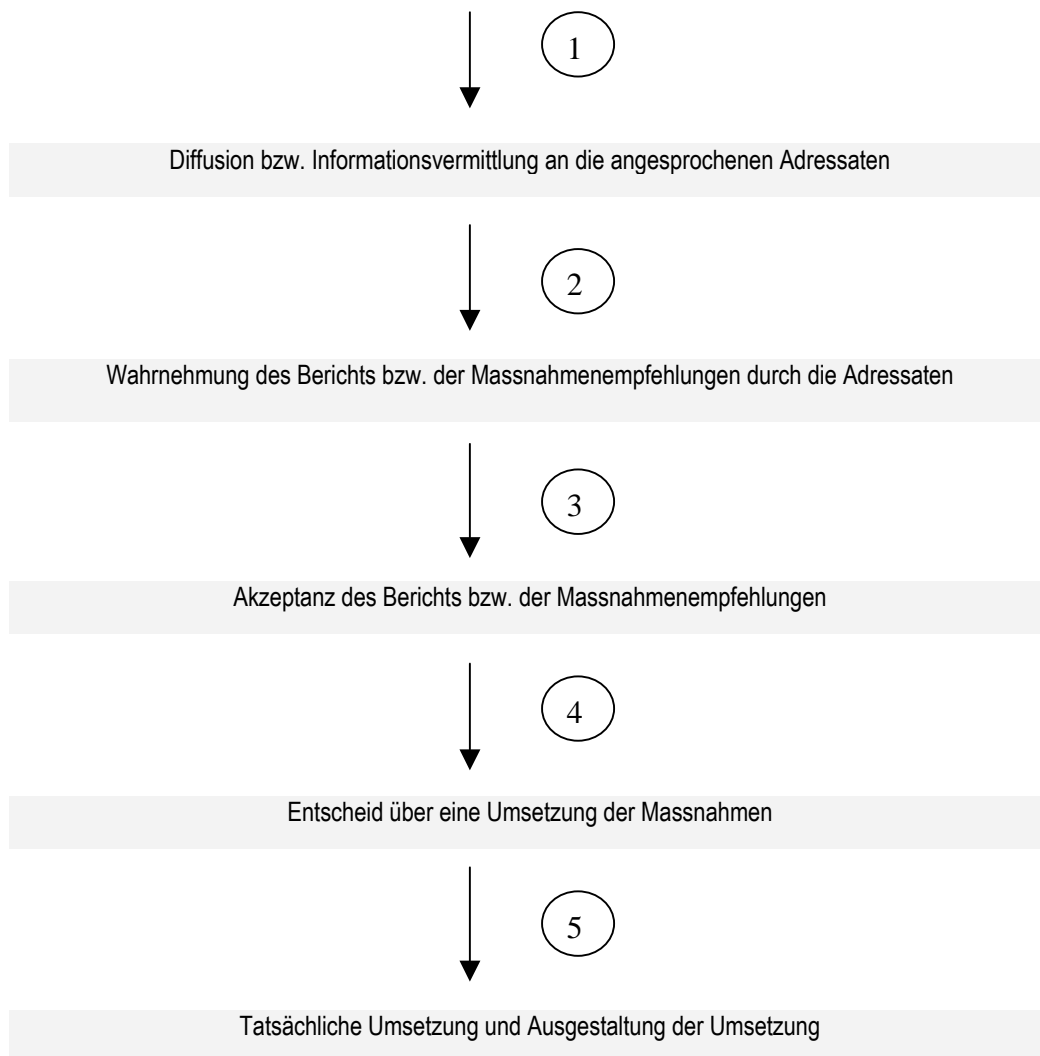 1
Diffusion bzw. Informationsvermittlung an die angesprochenen Adressaten
2
Wahrnehmung des Berichts bzw. der Massnahmenempfehlungen durch die Adressaten
3
Akzeptanz des Berichts bzw. der Massnahmenempfehlungen
4
Entscheid über eine Umsetzung der Massnahmen
5
Tatsächliche Umsetzung und Ausgestaltung der Umsetzung